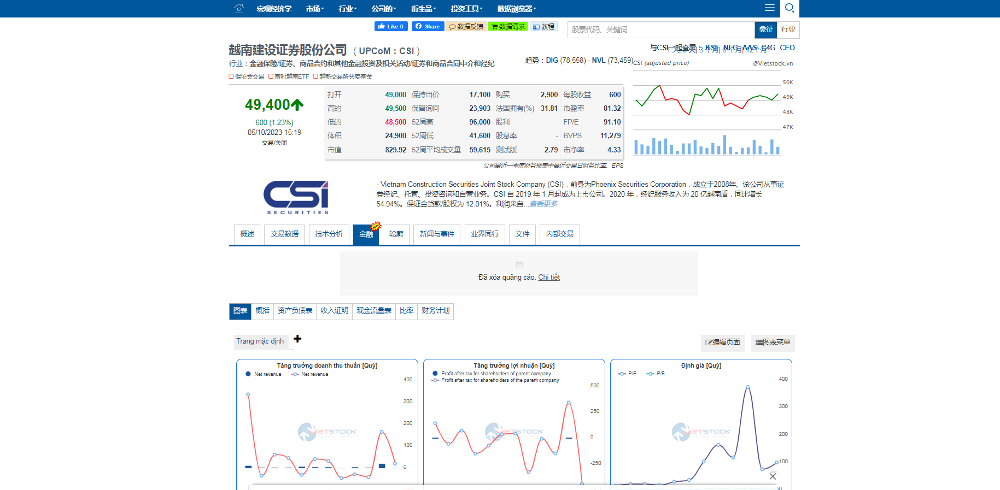 宏观经济学 市场 行业 公司的 衍生品 投资工具 数据浏览器
Like 0 Share 数据反馈 数据请求 教程 股票代码、关键词 象征 行业
越南建设证券股份公司 ( UPCoM : CSI )
与CSI一起查看: KSF NLG AAS C4G CEO
行业：金融保险/证券、商品合约和其他金融投资及相关活动/证券和商品合同中介和经纪
趋势：DIG (78,558) - NVL (73,459)
CSI (adjusted price) @Vietstock.vn
保证金交易 富时越南ETF 越新交易所买卖基金
49,400
600 (1.23%)
05/10/2023 15:19
交易/关闭
打开 49,000 保持出价 17,100 购买 2,900 每股收益 600
高的 49,500 保留询问 23,903 法国拥有(%) 31.81 市盈率 81.32
低的 48,500 52周高 96,000 股利 FP/E 91.10
体积 24,900 52周低 41,600 股息率 - BVPS 11,279
市值 829.92 52周平均成交量 59,615 测试版 2.79 市净率 4.33
50K
49K
48K
47K
公司最近一季度财务报表中最近交易日财务比率、EPS
CSI
SECURITIES
- Vietnam Construction Securities Joint Stock Company (CSI)，前身为Phoenix Securities Corporation，成立于2008年。该公司从事证
券经纪、托管、投资咨询和自营业务。CSI 自 2019 年 1 月起成为上市公司。2020 年，经纪服务收入为 20 亿越南盾，同比增长
54.94%。保证金贷款/股权为 12.01%。利润来自...查看更多
概述 交易数据 技术分析 金融 轮廓 新闻与事件 业界同行 文件 内部交易
Đã xóa quảng cáo. Chi tiết
图表 概括 资产负债表 收入证明 现金流量表 比率 财务计划
Trang mặc định + 编辑页面 图表菜单
Tăng trưởng doanh thu thuần [Quý]
Net revenue Net revenue
400
300
200
100
0
-100
VIETSTOCK
Tăng trưởng lợi nhuận [Quý]
Profit after tax for shareholders of parent company
Profit after tax for shareholders of the parent company
500
250
0
-250
-500
VIETSTOCK
Định giá [Quý]
P/E P/B
400
300
200
100
VIETSTOCK